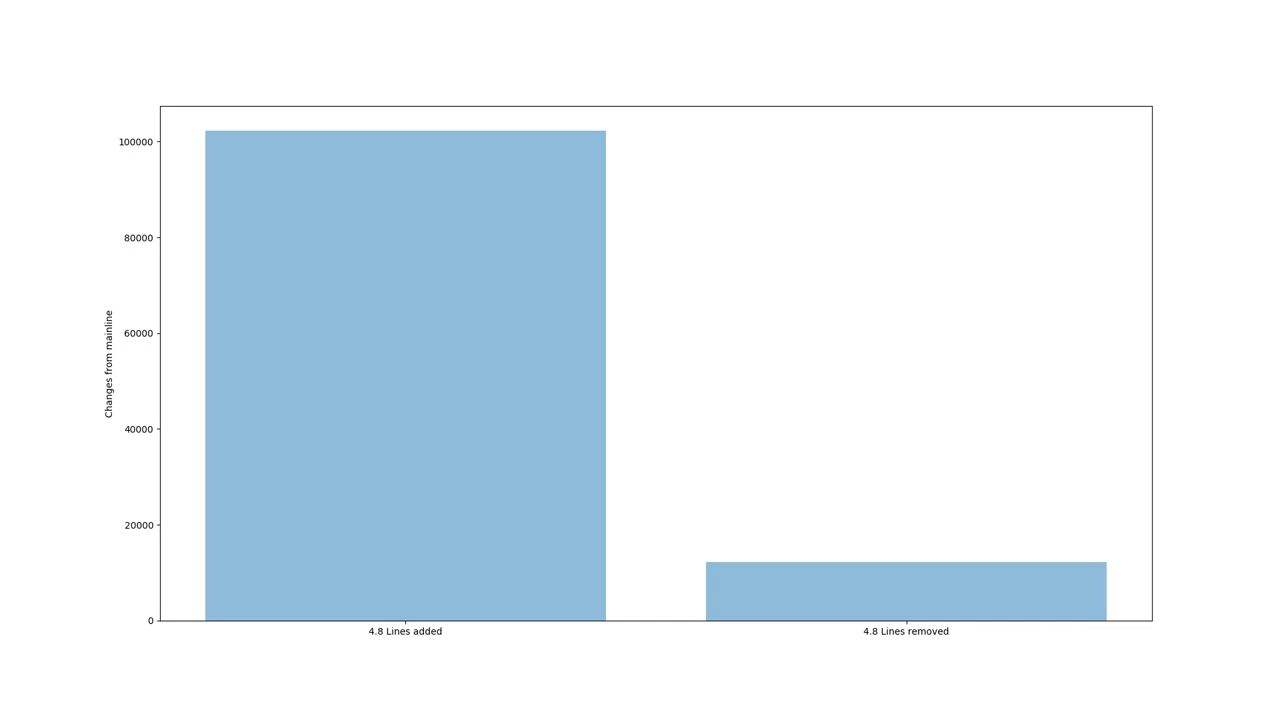 100000
80000
60000
40000
20000
0
Changes from mainline
4.8 Lines added
4.8 Lines removed